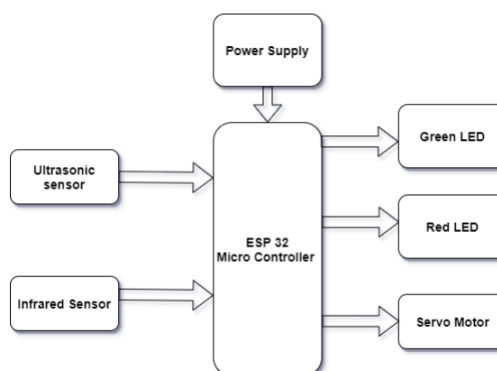 Power Supply
Green LED
Ultrasonic
sensor
Red LED
ESP 32
Micro Controller
Infrared Sensor
Servo Motor